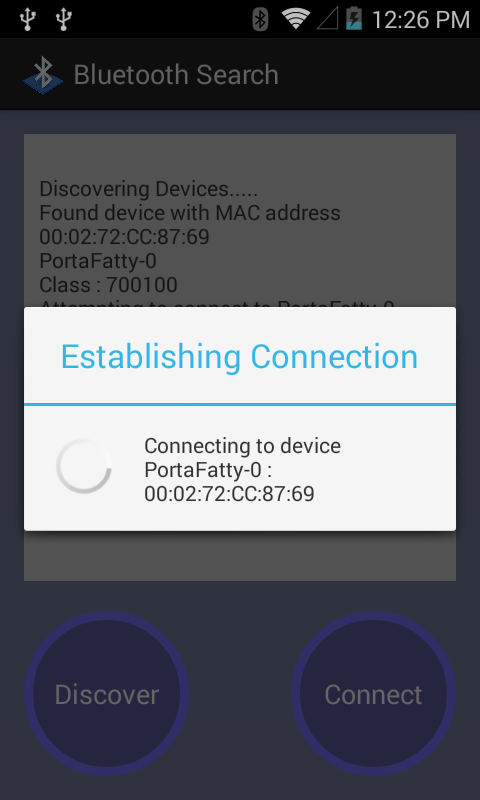 12:26 PM
Bluetooth Search
Discovering Devices.....
Found device with MAC address
00:02:72:CC:87:69
PortaFatty-0
Class : 700100
Attempting to connect to PortaFatty-0
Establishing Connection
Connecting to device
PortaFatty-0 :
00:02:72:CC:87:69
Discover
Connect